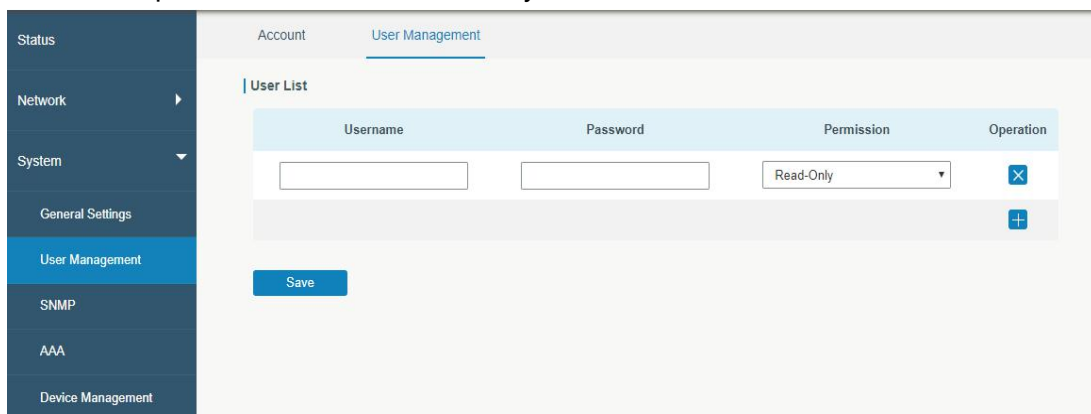 Status
Network
System
General Settings
User Management
SNMP
AAA
Device Management
Account User Management
User List
Username Password Permission Operation
Read-Only
Save